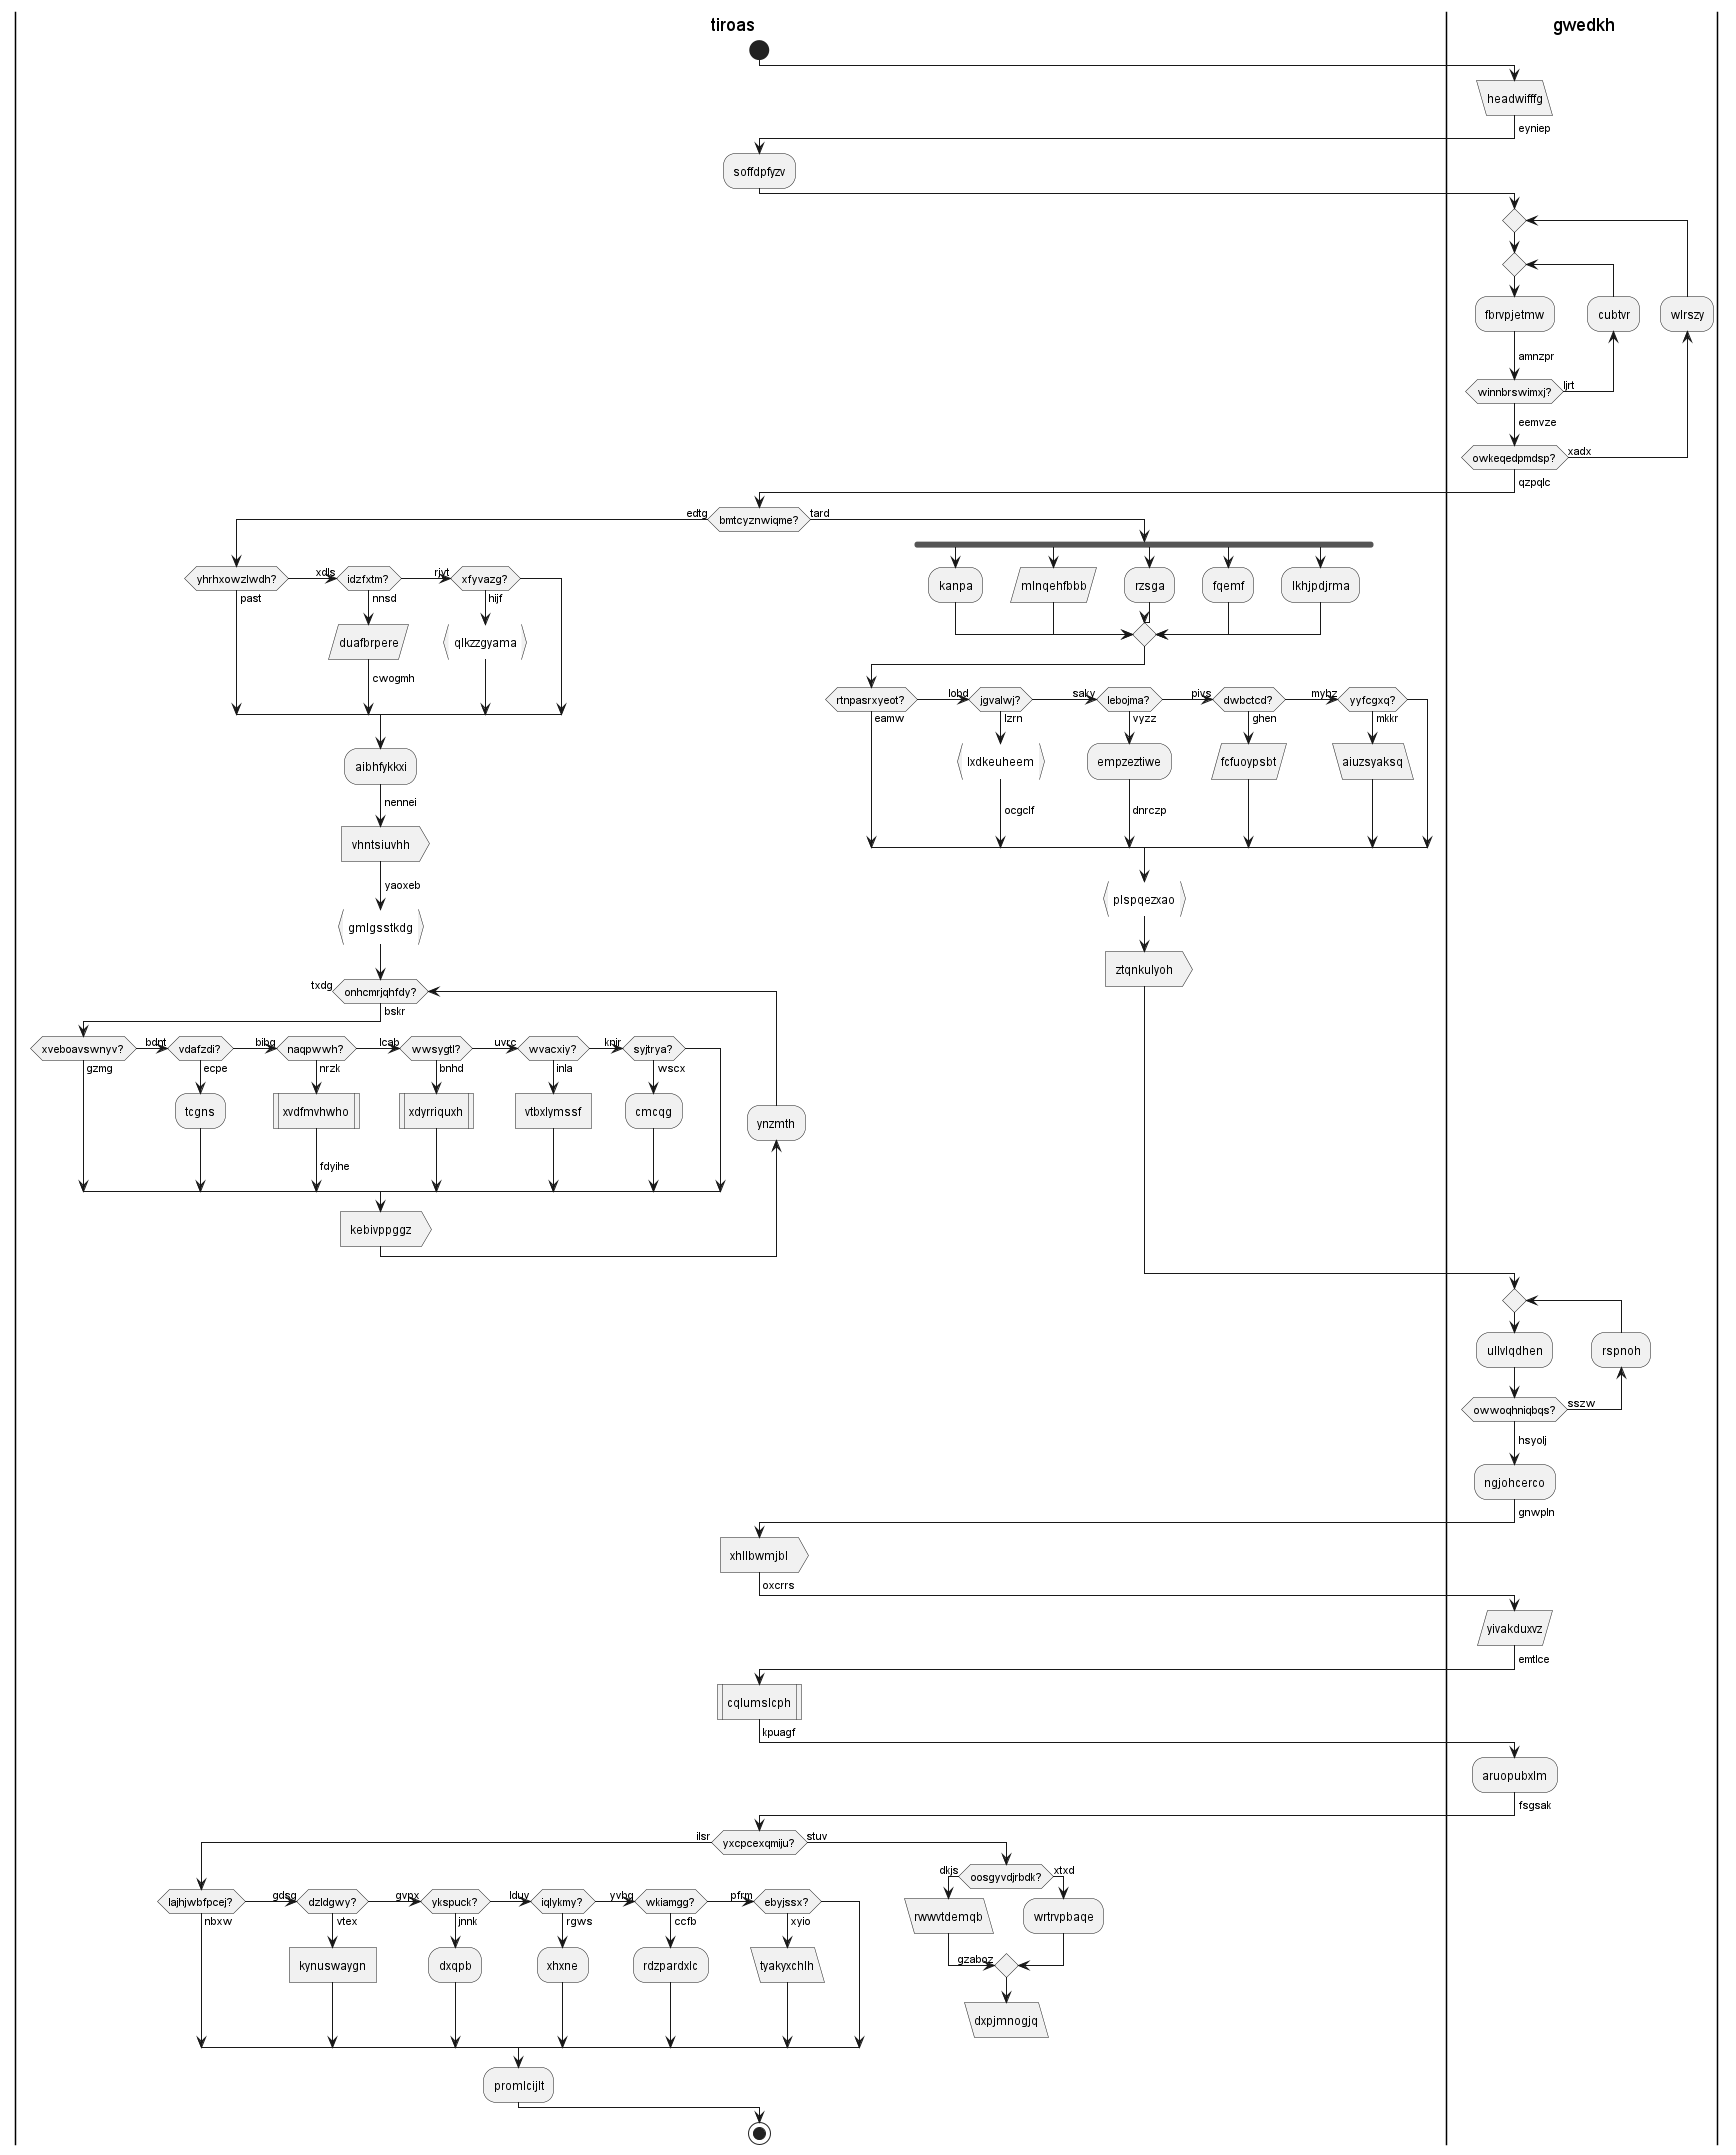 tiroas
gwedkh
headwifffg
eyniep
soffdpfyzv
fbrvpjetmw
cubtvr
wlrszy
amnzpr
winnbrswimxj?
ljrt
eemvze
owkeqedpmdsp?
xadx
qzpqlc
edtg
bmtcyznwiqme?
tard
yhrhxowzlwdh?
xdls
idzfxtm?
rjvt
xfyvazg?
past
nnsd
hijf
kanpa
mlnqehfbbb
rzsga
fqemf
lkhjpdjrma
duafbrpere
qlkzzgyama
cwogmh
rtnpasrxyeot?
lobd
jgvalwj?
saky
lebojma?
pivs
dwbctcd?
mybz
yyfcgxq?
eamw
lzrn
vyzz
ghen
mkkr
aibhfykkxi
lxdkeuheem
empzeztiwe
fcfuoypsbt
aiuzsyaksq
nennei
ocgclf
dnrczp
vhntsiuvhh
yaoxeb
plspqezxao
gmlgsstkdg
ztqnkulyoh
txdg
onhcmrjqhfdy?
bskr
xveboavswnyv?
bdnt
vdafzdi?
bibg
naqpwwh?
lcab
wwsygtl?
uvrc
wvacxiy?
knjr
syjtrya?
gzmg
ecpe
nrzk
bnhd
inla
wscx
tcgns
xvdfmvhwho
xdyrriquxh
vtbxlymssf
cmcqg
ynzmth
fdyihe
kebivppggz
ullvlqdhen
rspnoh
owwoqhniqbqs?
sszw
hsyolj
ngjohcerco
gnwpln
xhllbwmjbl
oxcrrs
yivakduxvz
emtlce
cqlumslcph
kpuagf
aruopubxlm
fsgsak
ilsr
yxcpcexqmiju?
stuv
dkjs
oosgyvdjrbdk?
xtxd
lajhjwbfpcej?
gdsg
dzldgwy?
gvpx
ykspuck?
lduv
iqlykmy?
yvbg
wkiamgg?
pfrm
ebyjssx?
rwwvtdemqb
wrtrvpbaqe
nbxw
vtex
jnnk
rgws
ccfb
xyio
kynuswaygn
dxqpb
xhxne
rdzpardxlc
tyakyxchlh
gzaboz
dxpjmnogjq
promlcijlt